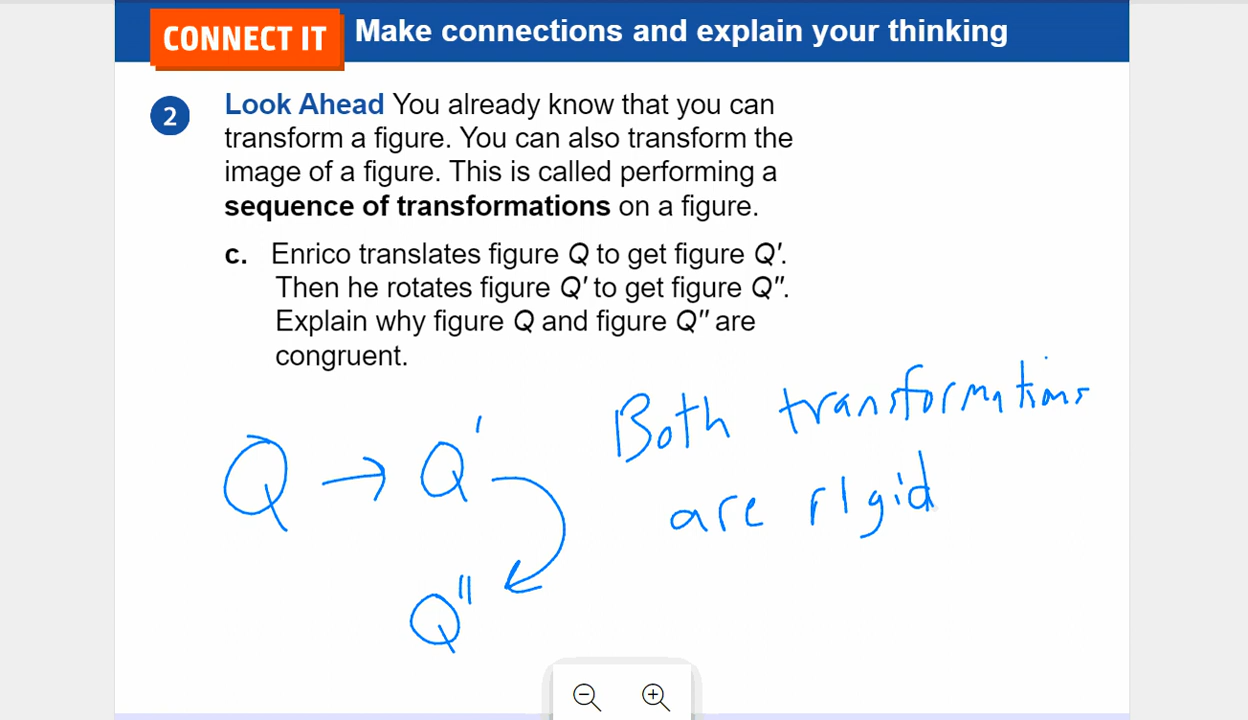 CONNECT IT Make connections and explain your thinking
2 Look Ahead You already know that you can
transform a figure. You can also transform the
image of a figure. This is called performing a
sequence of transformations on a figure.
c. Enrico translates figure Q to get figure Q′.
Then he rotates figure Q′ to get figure Q″.
Explain why figure Q and figure Q″ are
congruent.
Both transformations
are rigid
Q → Q′
Q″